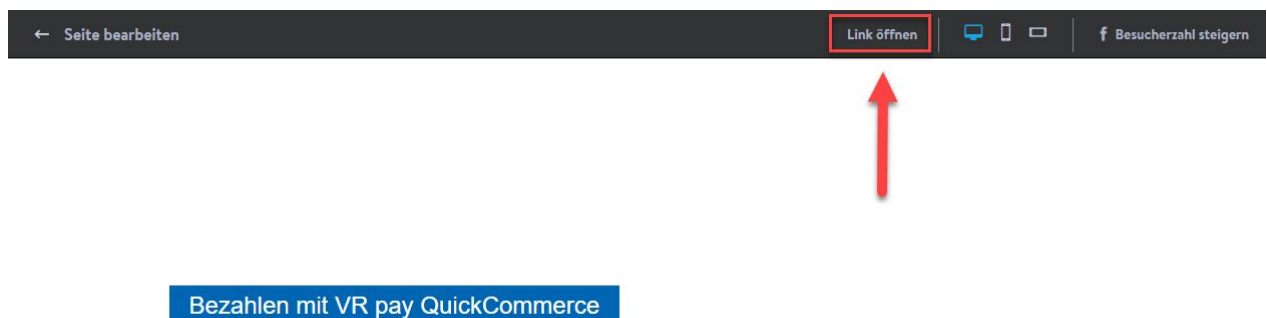 ← Seite bearbeiten Link öffnen f Besucherzahl steigern
Bezahlen mit VR pay QuickCommerce